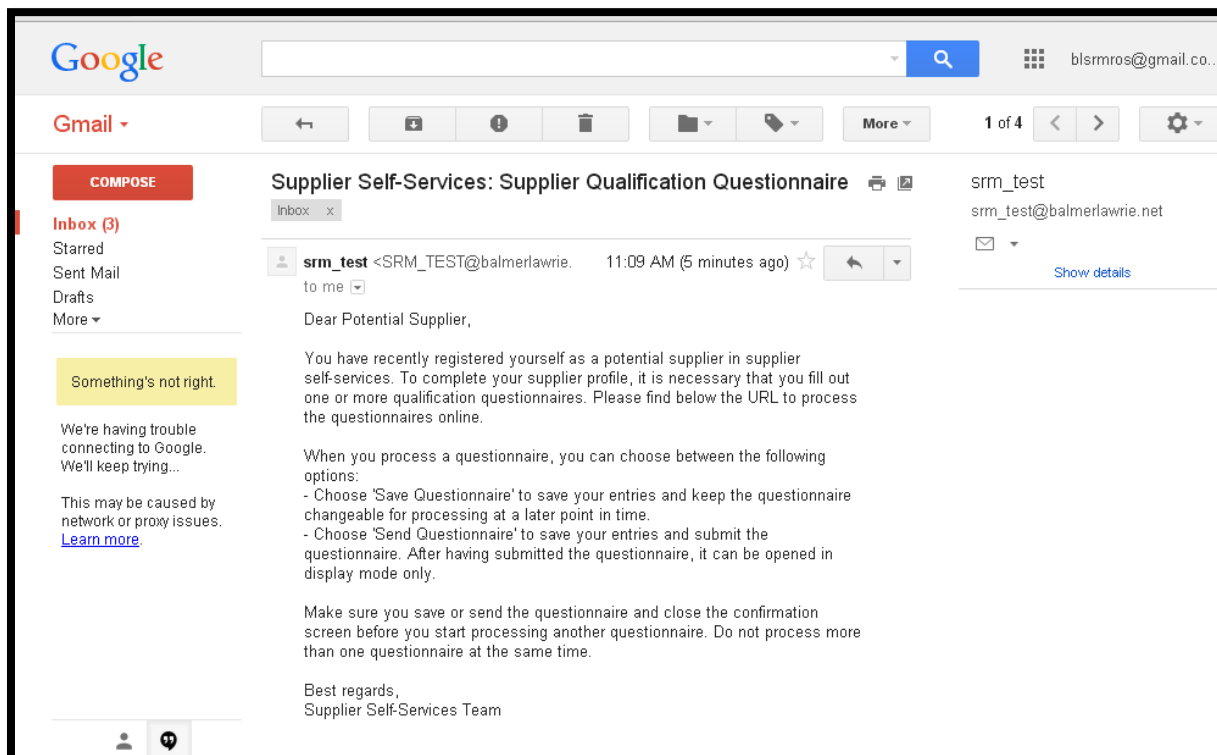 Google
blsrmros@gmail.co...
Gmail
More
1 of 4
COMPOSE
Inbox (3)
Starred
Sent Mail
Drafts
More
Something's not right.
We're having trouble
connecting to Google.
We'll keep trying...
This may be caused by
network or proxy issues.
Learn more.
Supplier Self-Services: Supplier Qualification Questionnaire
Inbox x
srm_test <SRM_TEST@balmerlawrie. 11:09 AM (5 minutes ago)
to me
Dear Potential Supplier,
You have recently registered yourself as a potential supplier in supplier
self-services. To complete your supplier profile, it is necessary that you fill out
one or more qualification questionnaires. Please find below the URL to process
the questionnaires online.
When you process a questionnaire, you can choose between the following
options:
- Choose 'Save Questionnaire' to save your entries and keep the questionnaire
changeable for processing at a later point in time.
- Choose 'Send Questionnaire' to save your entries and submit the
questionnaire. After having submitted the questionnaire, it can be opened in
display mode only.
Make sure you save or send the questionnaire and close the confirmation
screen before you start processing another questionnaire. Do not process more
than one questionnaire at the same time.
Best regards,
Supplier Self-Services Team
srm_test
srm_test@balmerlawrie.net
Show details